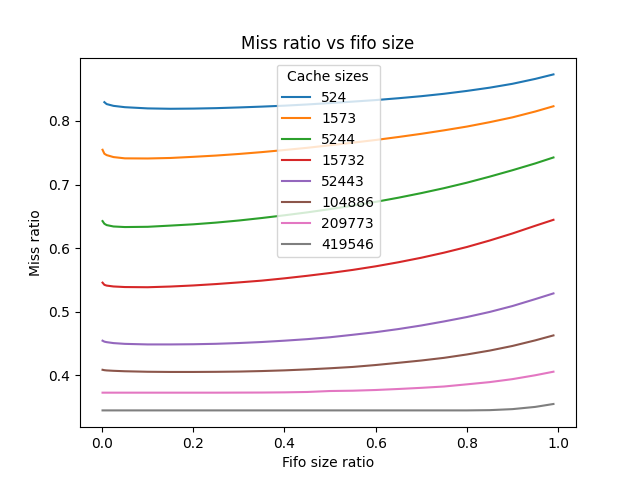 Miss ratio vs fifo size
Cache sizes
524
1573
5244
15732
52443
104886
209773
419546
Miss ratio
0.8
0.7
0.6
0.5
0.4
0.0 0.2 0.4 0.6 0.8 1.0
Fifo size ratio